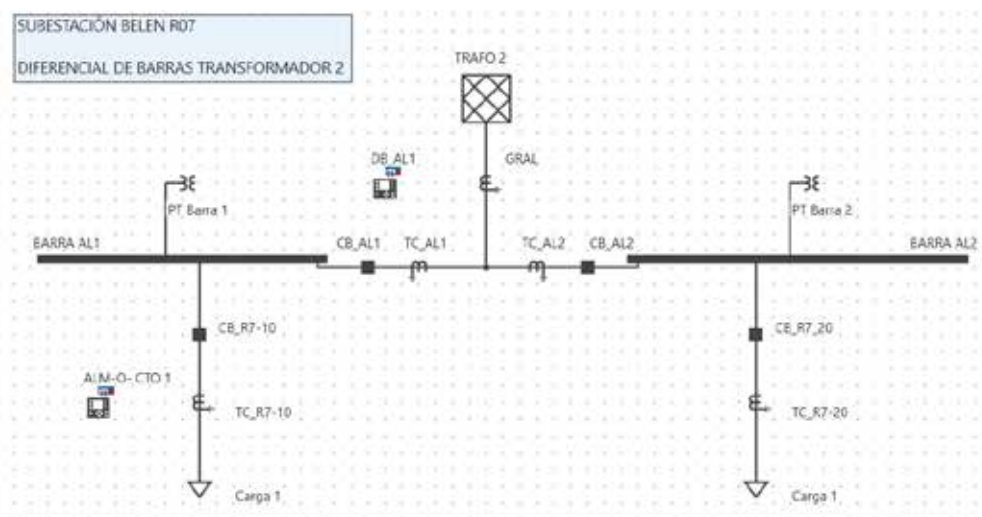 SUBESTACIÓN BELEN R07
DIFERENCIAL DE BARRAS TRANSFORMADOR 2
TRAFO 2
DB_AL1
GRAL
PT Barra 1
PT Barra 2
BARRA AL1
CB_AL1
TC_AL1
TC_AL2
CB_AL2
BARRA AL2
CB_R7-10
CB_R7_20
ALM-O- CTO 1
TC_R7-10
TC_R7-20
Carga 1
Carga 1